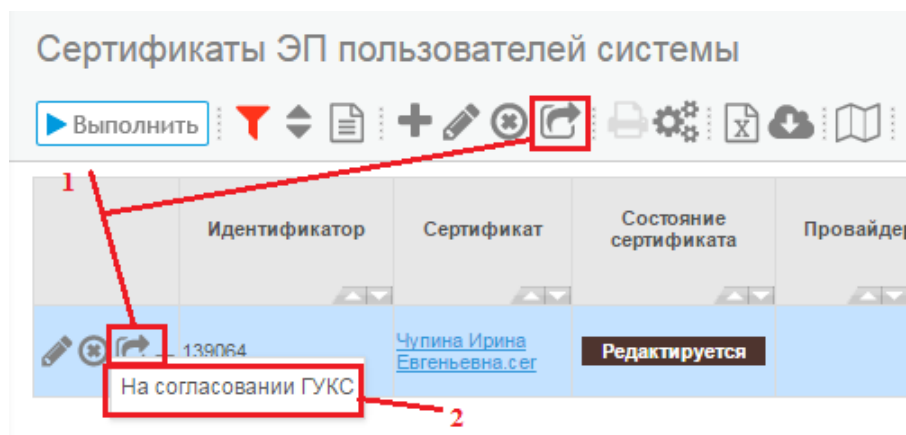 Сертификаты ЭП пользователей системы
Выполнить
1
Идентификатор
Сертификат
Состояние
сертификата
Провайдер
139064
Чупина Ирина
Евгеньевна.cer
Редактируется
На согласовании ГУКС
2